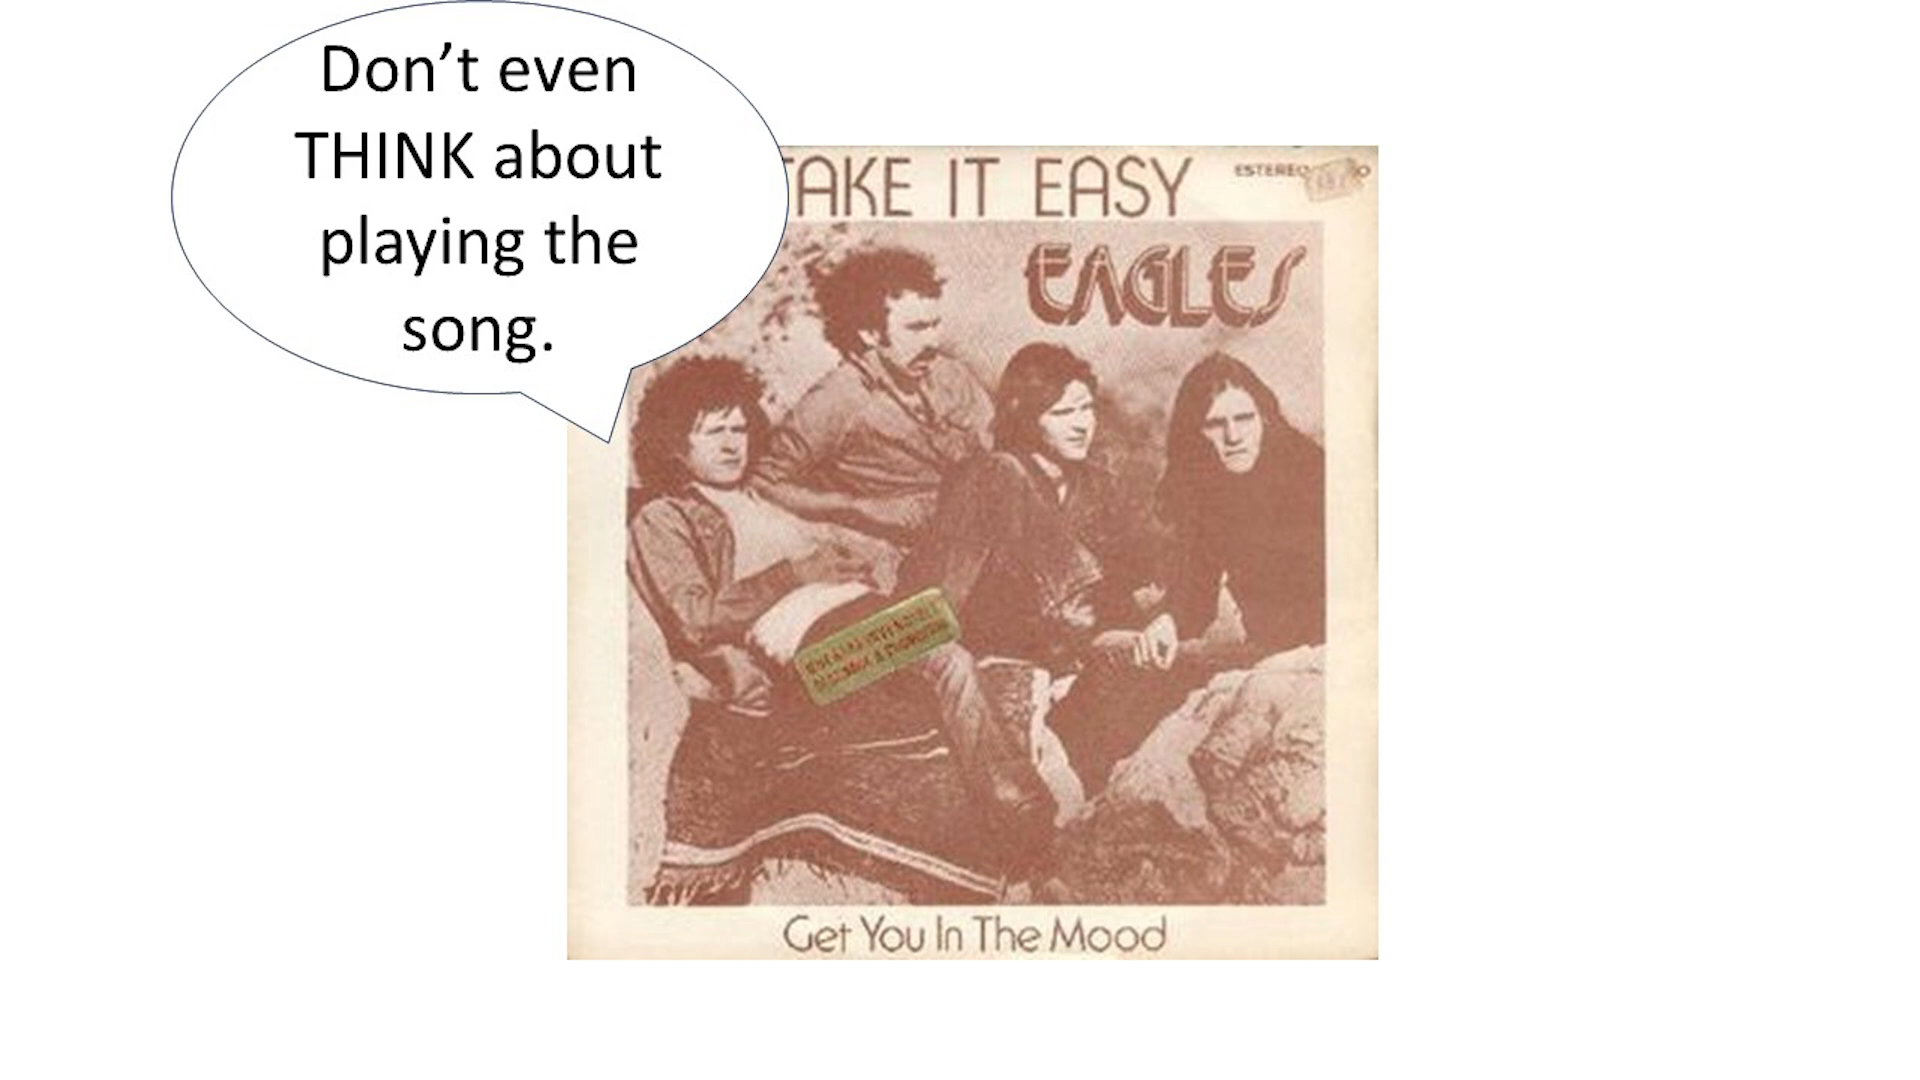 Don’t even
THINK about
playing the
song.
AKE IT EASY
ESTEREO
EAGLES
Get You In The Mood